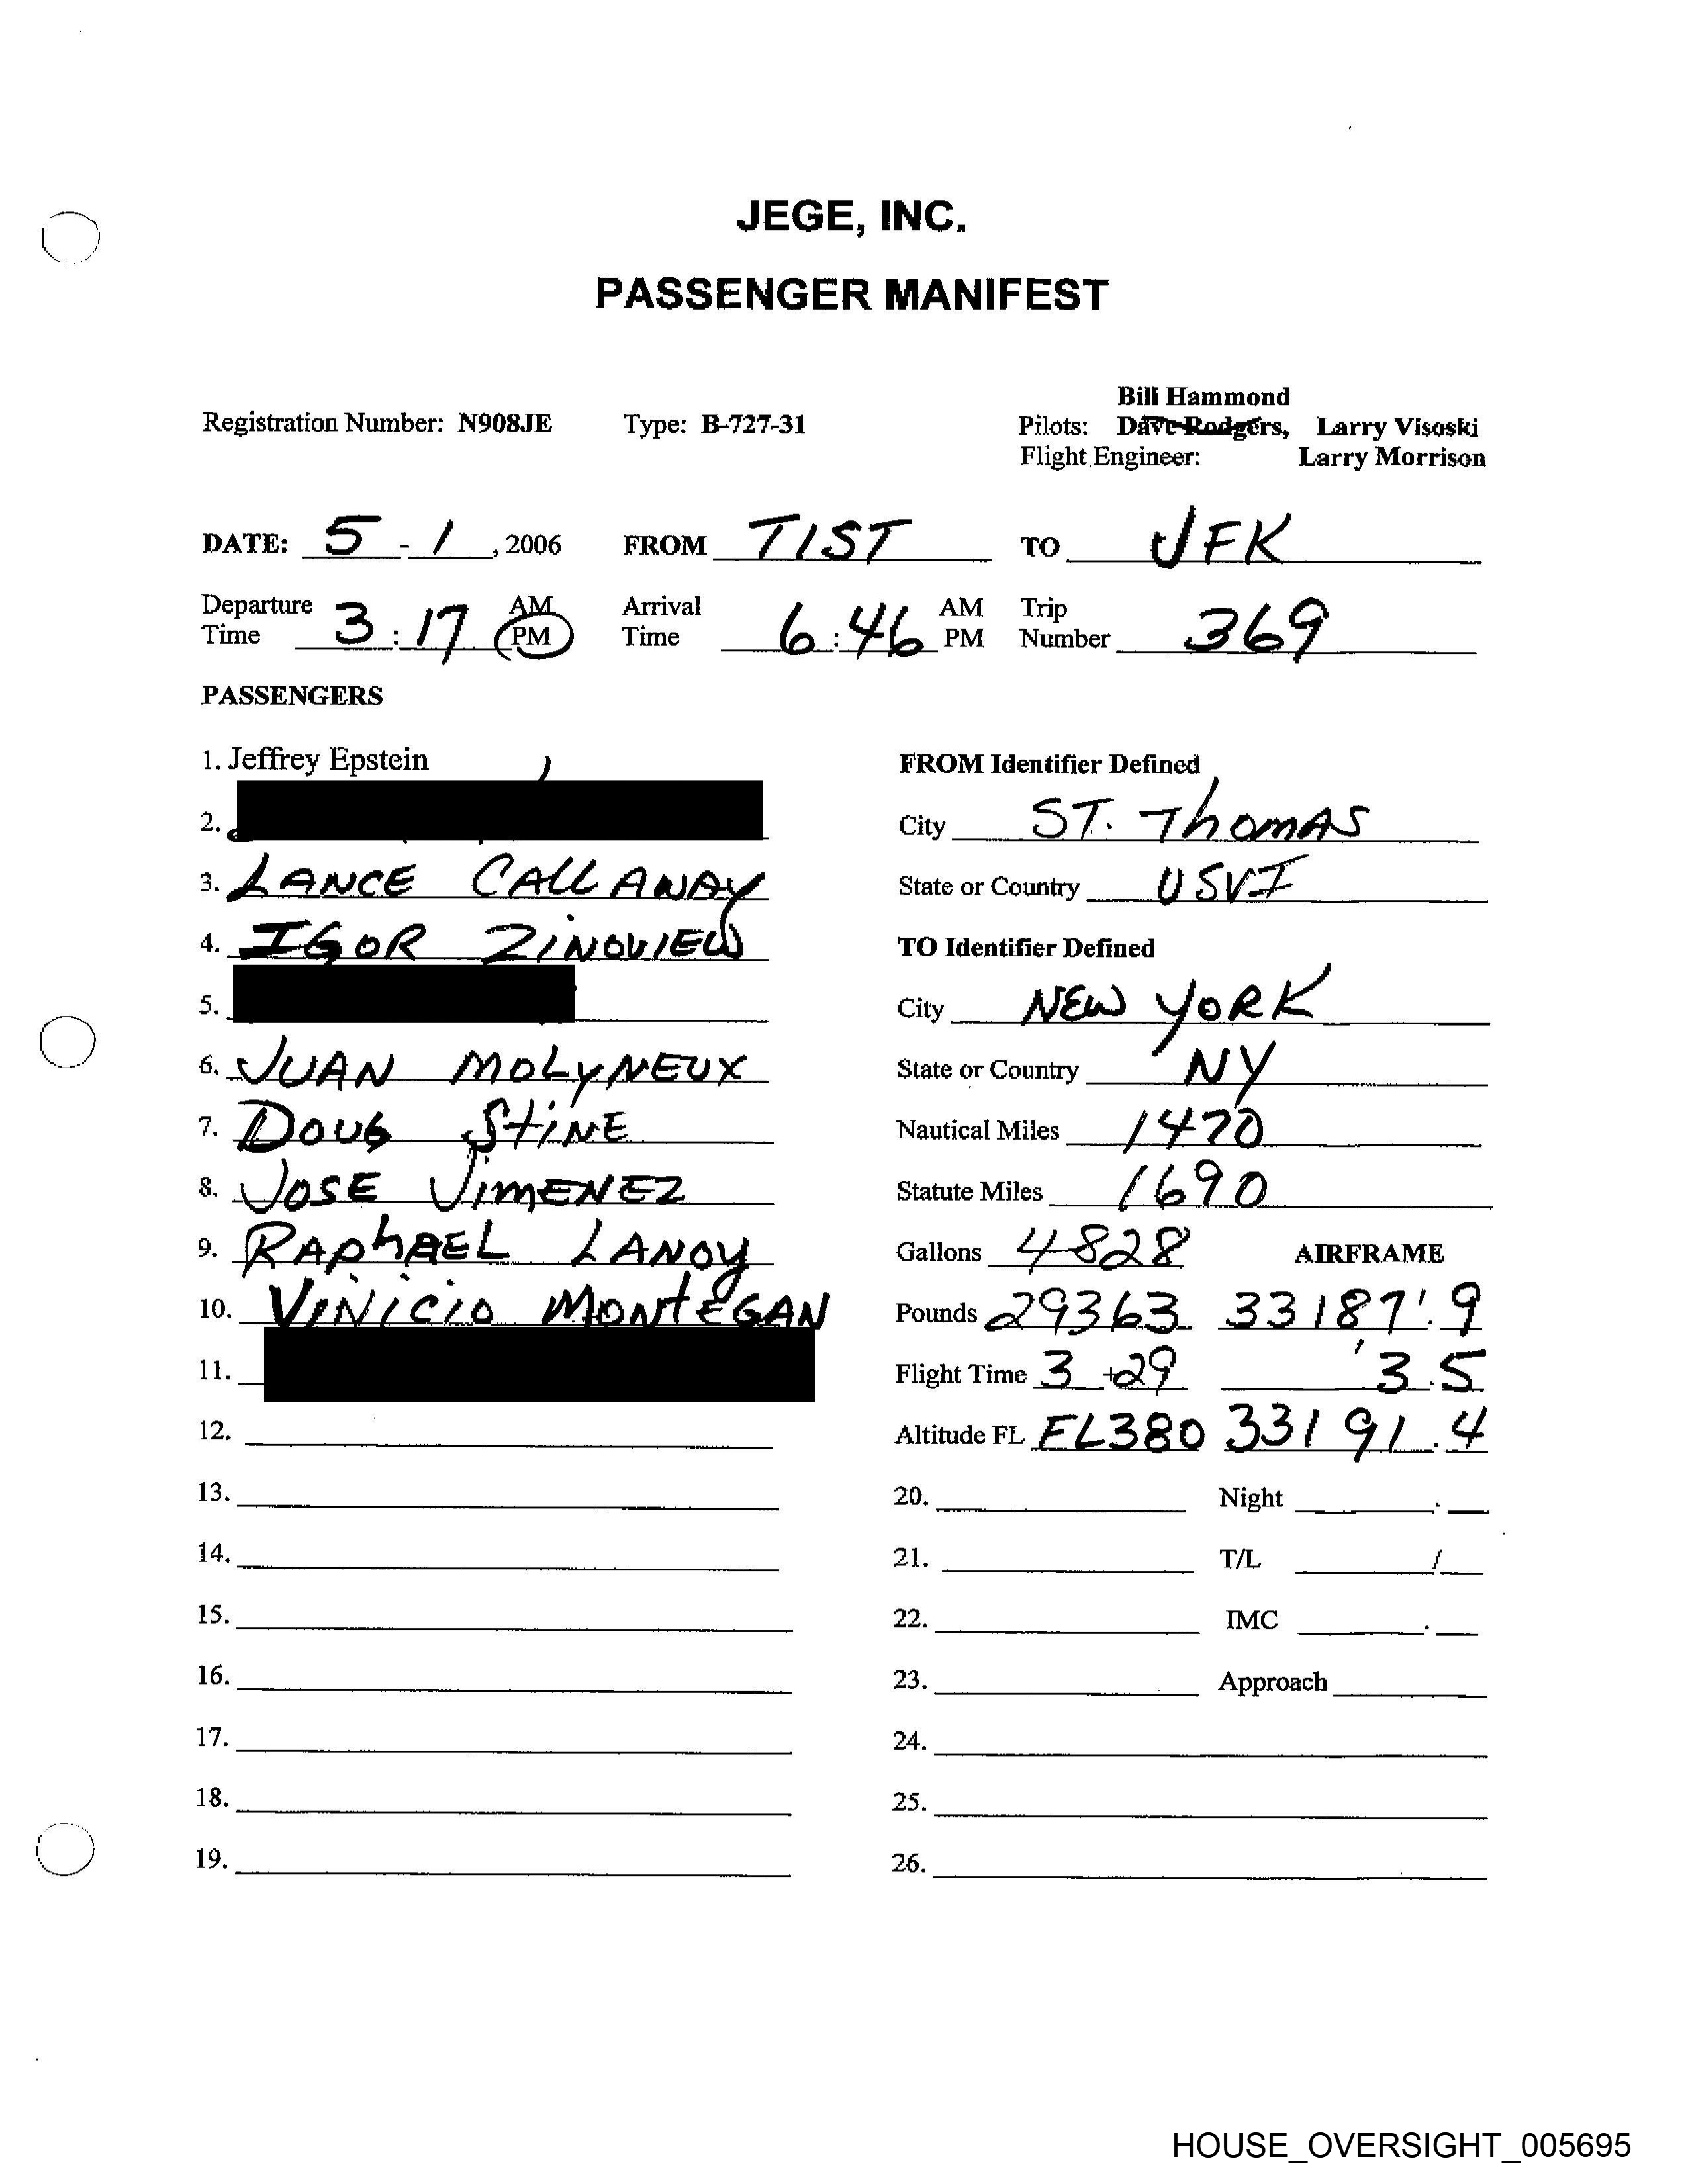 JEGE, INC.
PASSENGER MANIFEST
Bill Hammond
Registration Number: N908JE Type: B-727-31 Pilots: Dave Rodgers, Larry Visoski
Flight Engineer: Larry Morrison
DATE: 5 - 1, 2006 FROM TIST TO JFK
Departure Time 3:17 AM PM Arrival Time 6:46 AM PM Trip Number 369
PASSENGERS
1. Jeffrey Epstein
2.
3. LANCE CALLAWAY
4. IGOR ZINOVIEW
5.
6. JUAN MOLYNEUX
7. DOUG STINE
8. JOSE JIMENEZ
9. RAPhAEL LANOY
10. VINICIO MONTEGAN
11.
12.
13.
14.
15.
16.
17.
18.
19.
FROM Identifier Defined
City ST. ThOMAS
State or Country USVI
TO Identifier Defined
City NEW YORK
State or Country NY
Nautical Miles 1470
Statute Miles 1690
Gallons 4828 AIRFRAME
Pounds 29363 33187.9
Flight Time 3+29 3.5
Altitude FL FL380 33191.4
20. Night .
21. T/L /
22. IMC .
23. Approach
24.
25.
26.
HOUSE_OVERSIGHT_005695